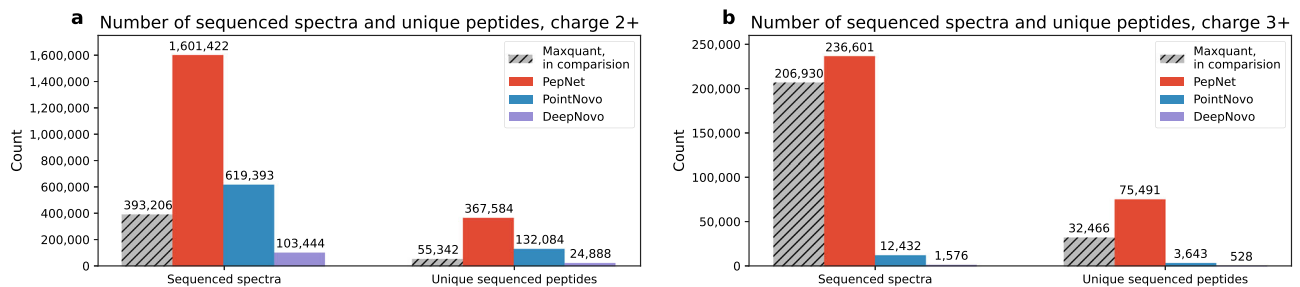 a Number of sequenced spectra and unique peptides, charge 2+
Count
1,600,000
1,400,000
1,200,000
1,000,000
800,000
600,000
400,000
200,000
0
393,206
1,601,422
619,393
103,444
55,342
367,584
132,084
24,888
Sequenced spectra
Unique sequenced peptides
Maxquant,
in comparision
PepNet
PointNovo
DeepNovo
b Number of sequenced spectra and unique peptides, charge 3+
Count
250,000
200,000
150,000
100,000
50,000
0
206,930
236,601
12,432
1,576
32,466
75,491
3,643
528
Sequenced spectra
Unique sequenced peptides
Maxquant,
in comparision
PepNet
PointNovo
DeepNovo